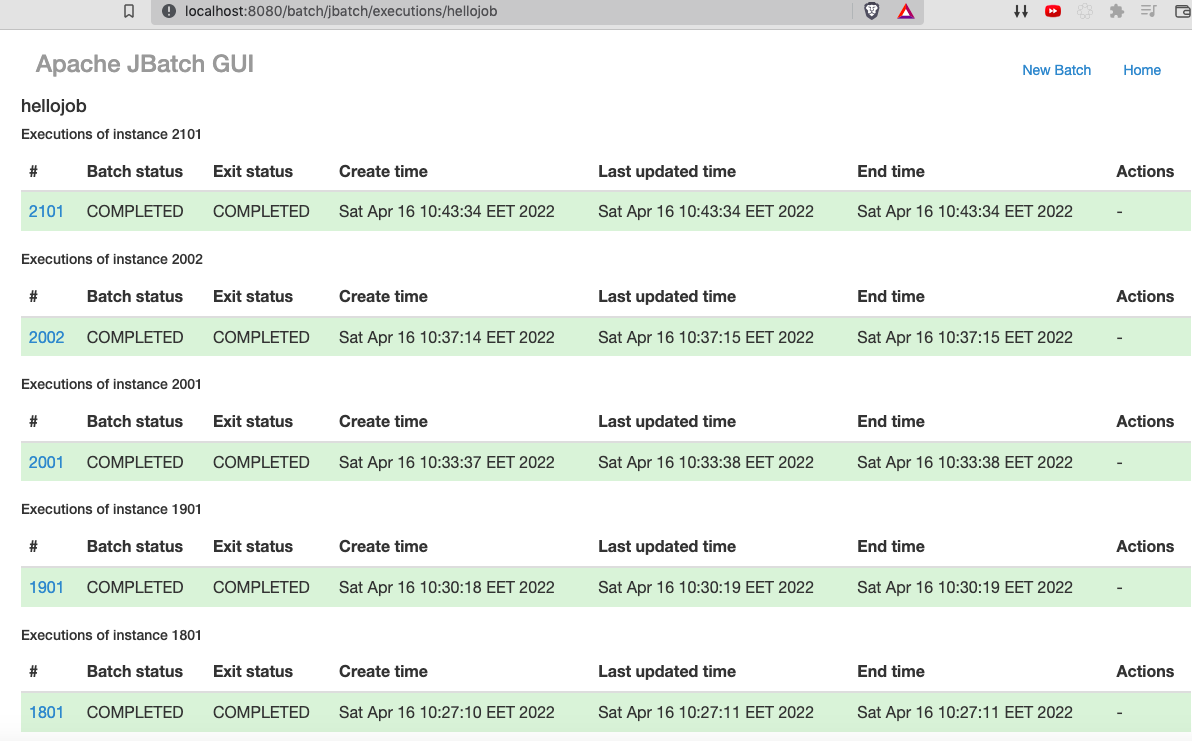 localhost:8080/batch/jbatch/executions/hellojob
Apache JBatch GUI
New Batch Home
hellojob
Executions of instance 2101
# Batch status Exit status Create time Last updated time End time Actions
2101 COMPLETED COMPLETED Sat Apr 16 10:43:34 EET 2022 Sat Apr 16 10:43:34 EET 2022 Sat Apr 16 10:43:34 EET 2022 -
Executions of instance 2002
# Batch status Exit status Create time Last updated time End time Actions
2002 COMPLETED COMPLETED Sat Apr 16 10:37:14 EET 2022 Sat Apr 16 10:37:15 EET 2022 Sat Apr 16 10:37:15 EET 2022 -
Executions of instance 2001
# Batch status Exit status Create time Last updated time End time Actions
2001 COMPLETED COMPLETED Sat Apr 16 10:33:37 EET 2022 Sat Apr 16 10:33:38 EET 2022 Sat Apr 16 10:33:38 EET 2022 -
Executions of instance 1901
# Batch status Exit status Create time Last updated time End time Actions
1901 COMPLETED COMPLETED Sat Apr 16 10:30:18 EET 2022 Sat Apr 16 10:30:19 EET 2022 Sat Apr 16 10:30:19 EET 2022 -
Executions of instance 1801
# Batch status Exit status Create time Last updated time End time Actions
1801 COMPLETED COMPLETED Sat Apr 16 10:27:10 EET 2022 Sat Apr 16 10:27:11 EET 2022 Sat Apr 16 10:27:11 EET 2022 -